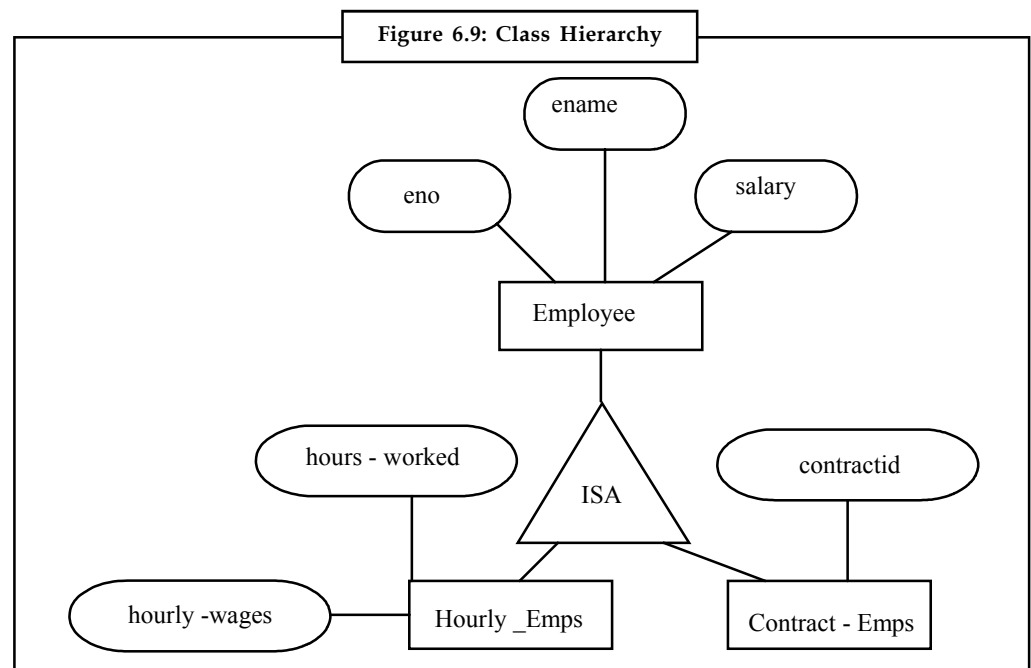 Figure 6.9: Class Hierarchy
ename
eno
salary
Employee
hours - worked
contractid
ISA
hourly -wages
Hourly _Emps
Contract - Emps